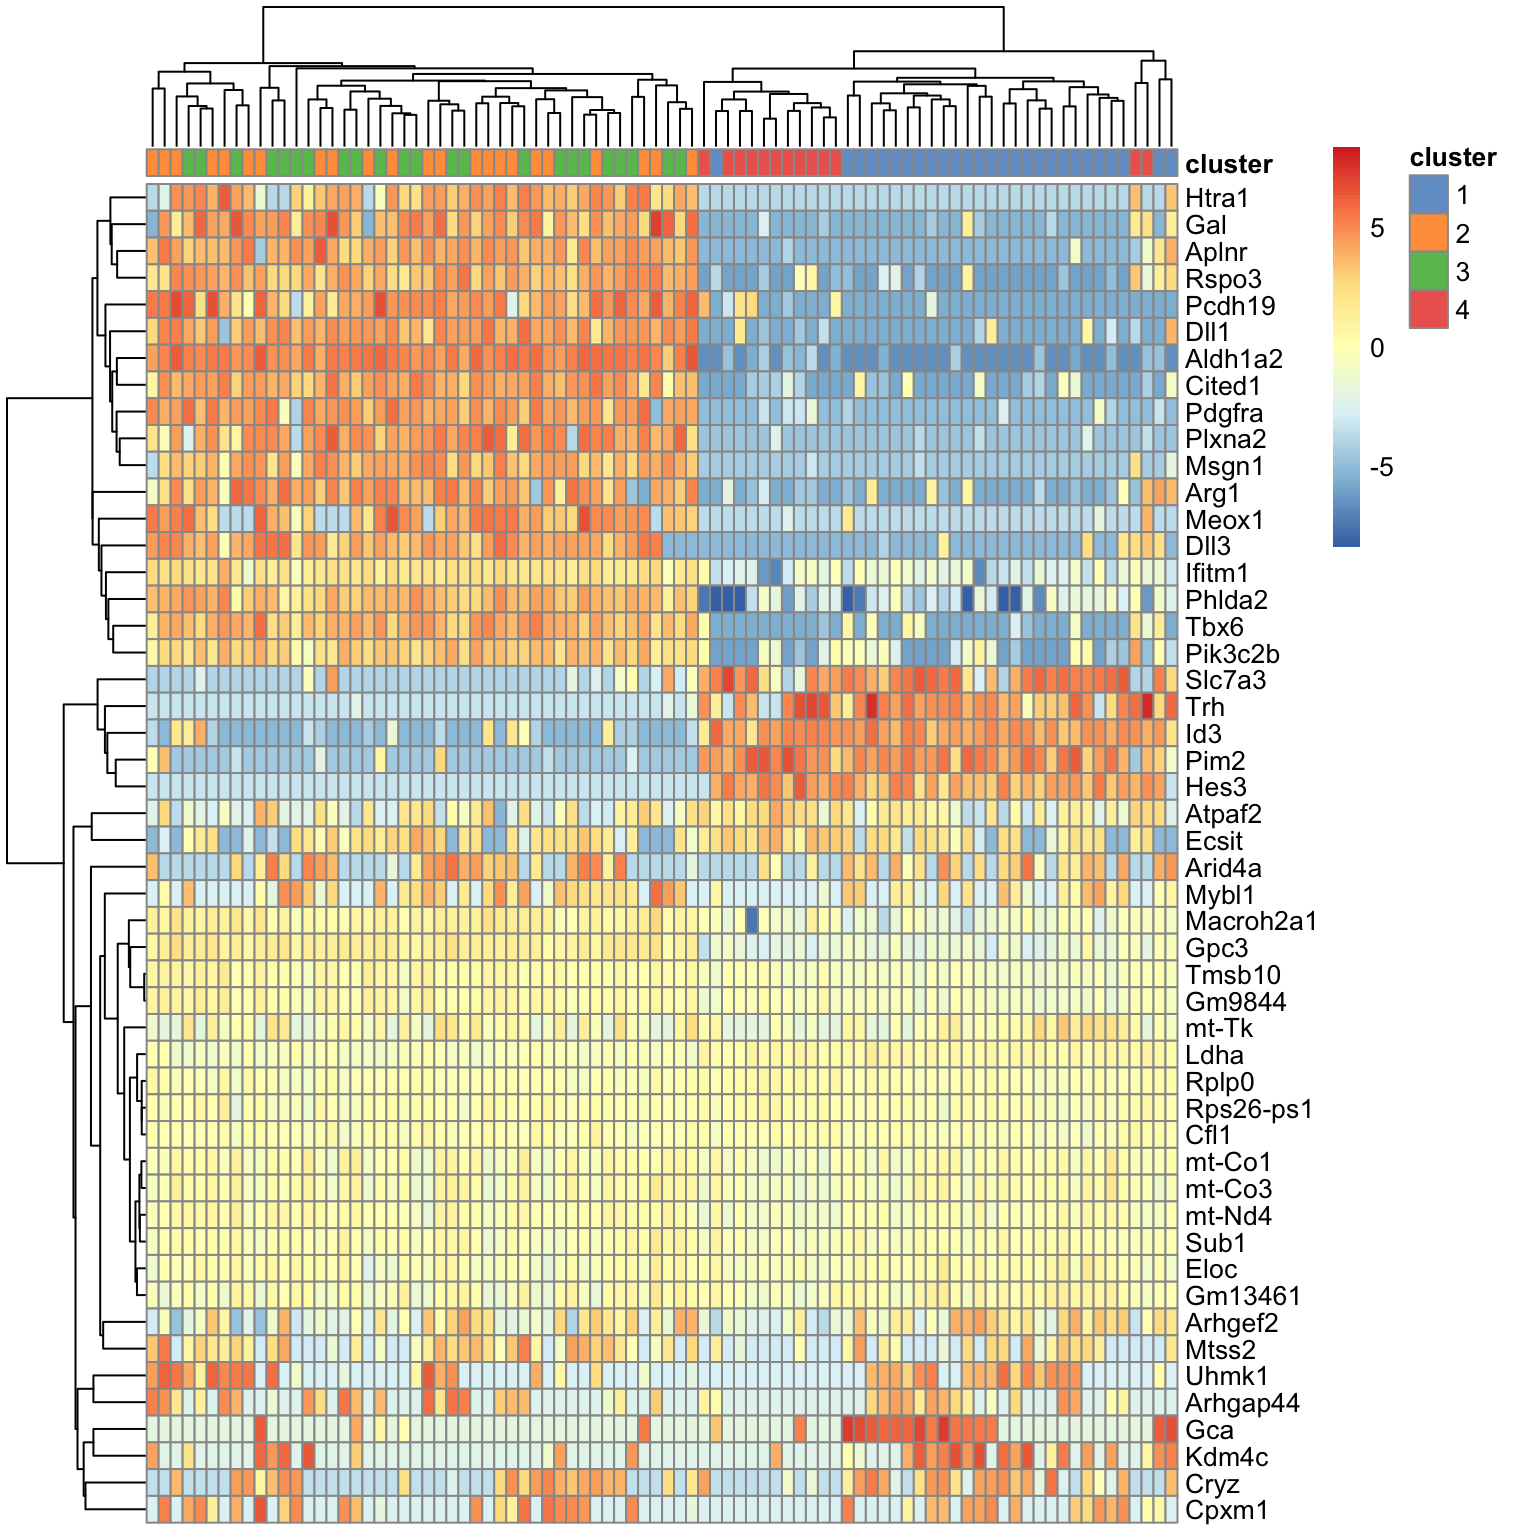 cluster
Htra1
Gal
Aplnr
Rspo3
Pcdh19
Dll1
Aldh1a2
Cited1
Pdgfra
Plxna2
Msgn1
Arg1
Meox1
Dll3
Ifitm1
Phlda2
Tbx6
Pik3c2b
Slc7a3
Trh
Id3
Pim2
Hes3
Atpaf2
Ecsit
Arid4a
Mybl1
Macroh2a1
Gpc3
Tmsb10
Gm9844
mt-Tk
Ldha
Rplp0
Rps26-ps1
Cfl1
mt-Co1
mt-Co3
mt-Nd4
Sub1
Eloc
Gm13461
Arhgef2
Mtss2
Uhmk1
Arhgap44
Gca
Kdm4c
Cryz
Cpxm1
5
0
-5
cluster
1
2
3
4